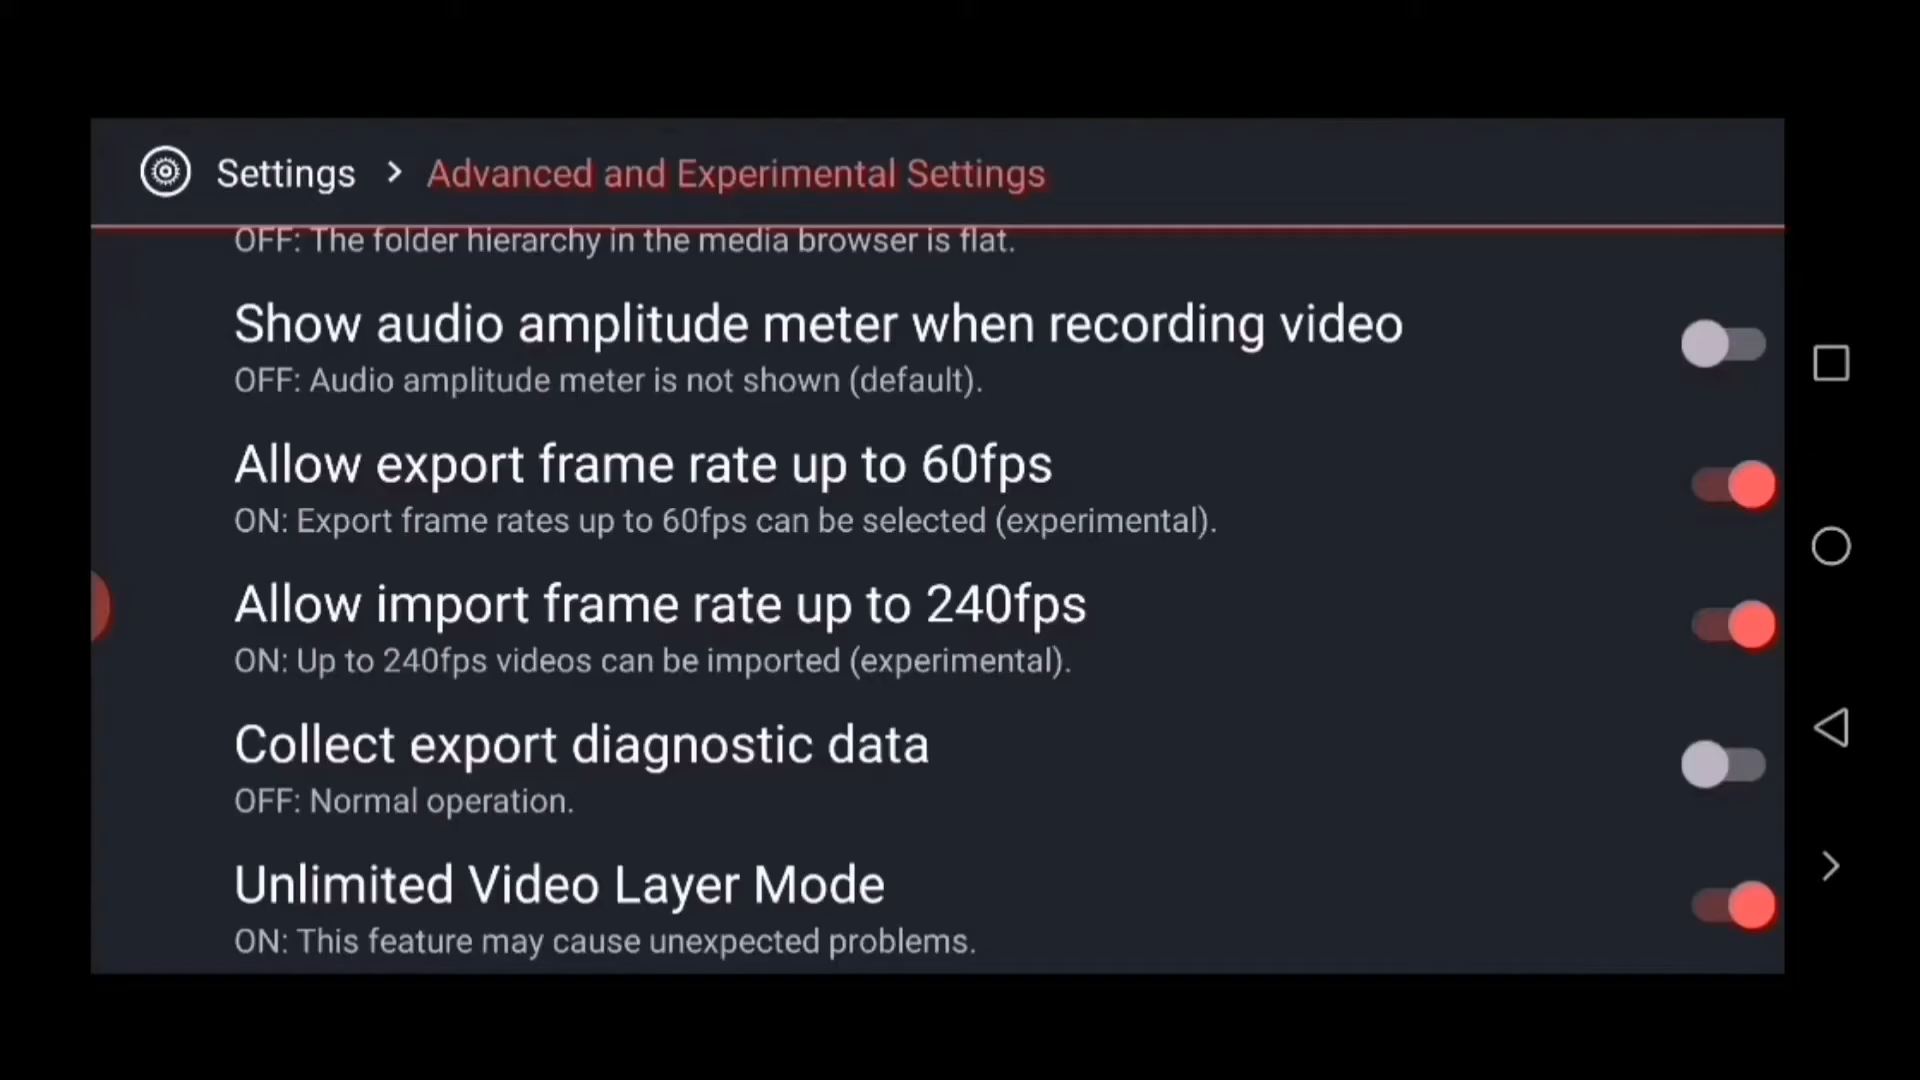 Settings > Advanced and Experimental Settings
OFF: The folder hierarchy in the media browser is flat.
Show audio amplitude meter when recording video
OFF: Audio amplitude meter is not shown (default).
Allow export frame rate up to 60fps
ON: Export frame rates up to 60fps can be selected (experimental).
Allow import frame rate up to 240fps
ON: Up to 240fps videos can be imported (experimental).
Collect export diagnostic data
OFF: Normal operation.
Unlimited Video Layer Mode
ON: This feature may cause unexpected problems.